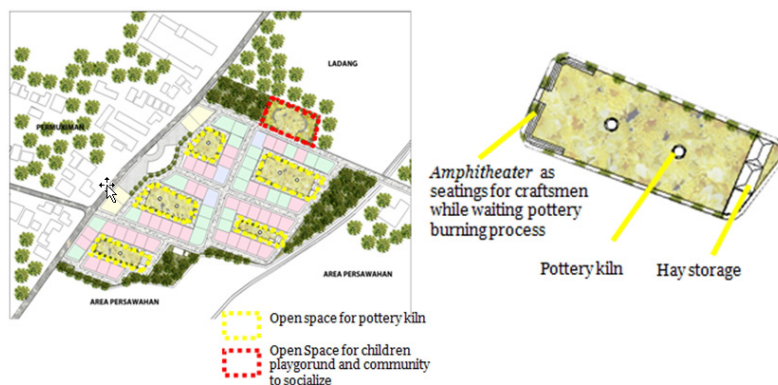 LADANG
PERMUKIMAN
AREA PERSAWAHAN
AREA PERSAWAHAN
Open space for pottery kiln
Open Space for children
playgorund and community
to socialize
Amphitheater as
seatings for craftsmen
while waiting pottery
burning process
Pottery kiln
Hay storage